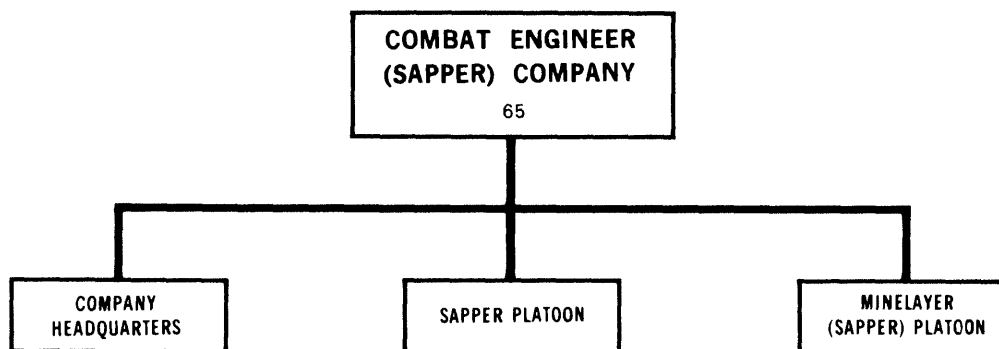 COMBAT ENGINEER
(SAPPER) COMPANY
65
COMPANY
HEADQUARTERS
SAPPER PLATOON
MINELAYER
(SAPPER) PLATOON